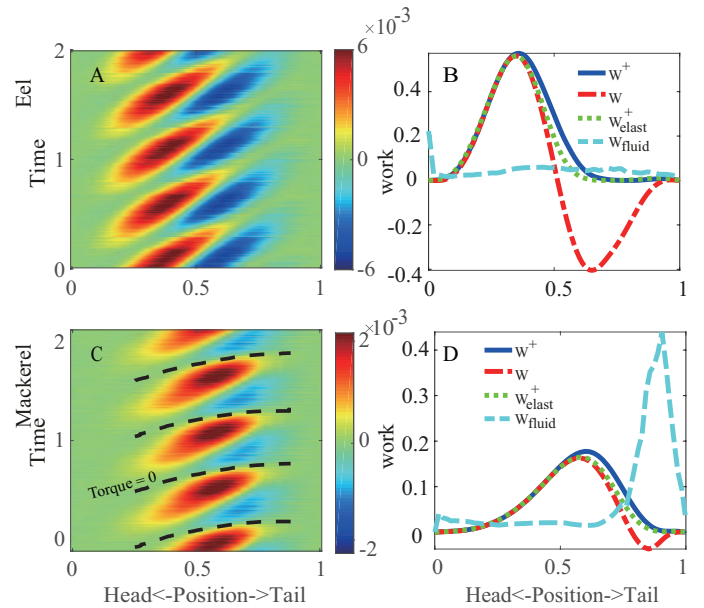 Eel
Time
A
2
1
0
0
0.5
1
×10⁻³
6
0
-6
B
work
0.4
0.2
0
-0.2
-0.4
0
0.5
1
W⁺
W
W⁺elast
Wfluid
Mackerel
Time
C
2
1
0
Torque = 0
0
0.5
1
Head<-Position->Tail
×10⁻³
2
0
-2
D
work
0.4
0.3
0.2
0.1
0
0
0.5
1
W⁺
W
W⁺elast
Wfluid
Head<-Position->Tail